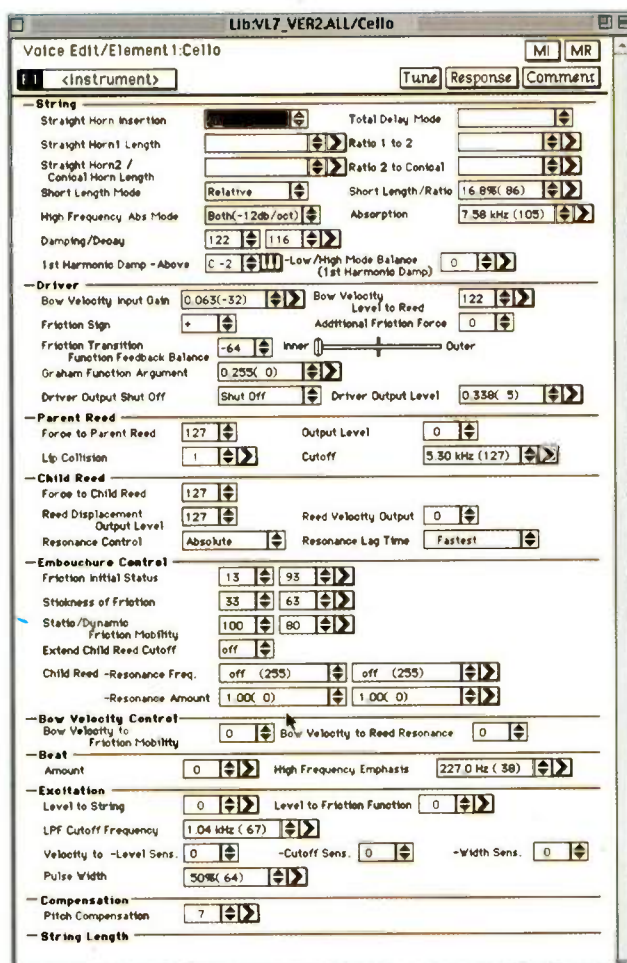 Lib:VL7_VER2.ALL/Cello
Voice Edit/Element1:Cello MI MR
E1 <Instrument> Tune Response Comment
String
Straight Horn Insertion Total Delay Mode
Straight Horn1 Length Ratio 1 to 2
Straight Horn2 / Ratio 2 to Conical
Conical Horn Length
Short Length Mode Relative Short Length/Ratio 16.8%( 86)
High Frequency Abs Mode Both(-12db/oct) Absorption 7.58 kHz (105)
Damping/Decay 122 116
1st Harmonic Damp -Above C -2 -Low/High Mode Balance 0
(1st Harmonic Damp)
Driver
Bow Velocity Input Gain 0.063(-32) Bow Velocity 122
Level to Reed
Friction Sign + Additional Friction Force 0
Friction Transition -64 Inner Outer
Function Feedback Balance
Graham Function Argument 0.255( 0)
Driver Output Shut Off Shut Off Driver Output Level 0.338( 5)
Parent Reed
Force to Parent Reed 127 Output Level 0
Lip Collision 1 Cutoff 5.30 kHz (127)
Child Reed
Force to Child Reed 127
Reed Displacement 127 Reed Velocity Output 0
Output Level
Resonance Control Absolute Resonance Lag Time Fastest
Embouchure Control
Friction Initial Status 13 93
Stickness of Friction 33 63
Static/Dynamic 100 80
Friction Mobility
Extend Child Reed Cutoff off
Child Reed -Resonance Freq. off (255) off (255)
-Resonance Amount 1.00( 0) 1.00( 0)
Bow Velocity Control
Bow Velocity to 0 Bow Velocity to Reed Resonance 0
Friction Mobility
Beat
Amount 0 High Frequency Emphasis 227.0 Hz ( 38)
Excitation
Level to String 0 Level to Friction Function 0
LPF Cutoff Frequency 1.04 kHz ( 67)
Velocity to -Level Sens. 0 -Cutoff Sens. 0 -Width Sens. 0
Pulse Width 50%( 64)
Compensation
Pitch Compensation 7
String Length